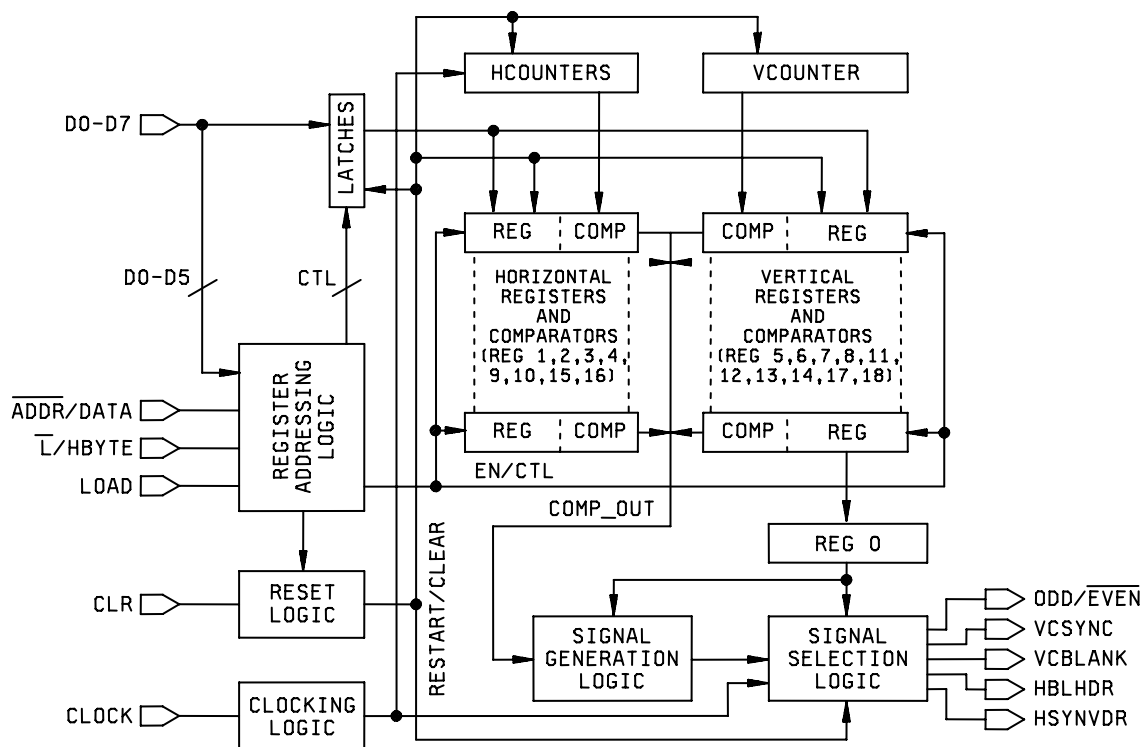 HCOUNTERS
VCOUNTER
D0-D7
LATCHES
REG
COMP
COMP
REG
D0-D5
CTL
HORIZONTAL
REGISTERS
AND
COMPARATORS
(REG 1,2,3,4,
9,10,15,16)
VERTICAL
REGISTERS
AND
COMPARATORS
(REG 5,6,7,8,11,
12,13,14,17,18)
ADDR/DATA
L/HBYTE
LOAD
REGISTER
ADDRESSING
LOGIC
REG
COMP
COMP
REG
EN/CTL
COMP_OUT
REG 0
RESTART/CLEAR
CLR
RESET
LOGIC
SIGNAL
GENERATION
LOGIC
SIGNAL
SELECTION
LOGIC
ODD/EVEN
VCSYNC
VCBLANK
HBLHDR
HSYNVDR
CLOCK
CLOCKING
LOGIC